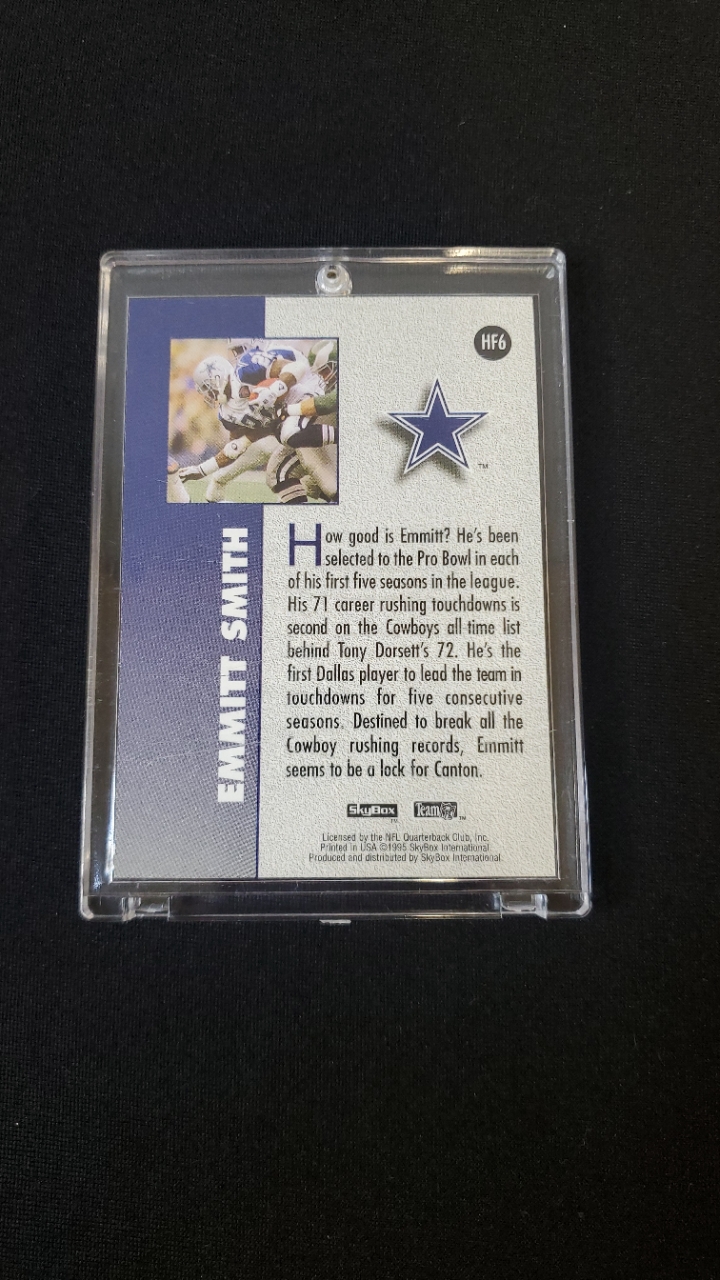 HF6
TM
EMMITT SMITH
How good is Emmitt? He's been
selected to the Pro Bowl in each
of his first five seasons in the league.
His 71 career rushing touchdowns is
second on the Cowboys all-time list
behind Tony Dorsett's 72. He's the
first Dallas player to lead the team in
touchdowns for five consecutive
seasons. Destined to break all the
Cowboy rushing records, Emmitt
seems to be a lock for Canton.
SkyBox TM Team NFL TM
Licensed by the NFL Quarterback Club, Inc.
Printed in USA ©1995 SkyBox International.
Produced and distributed by SkyBox International.